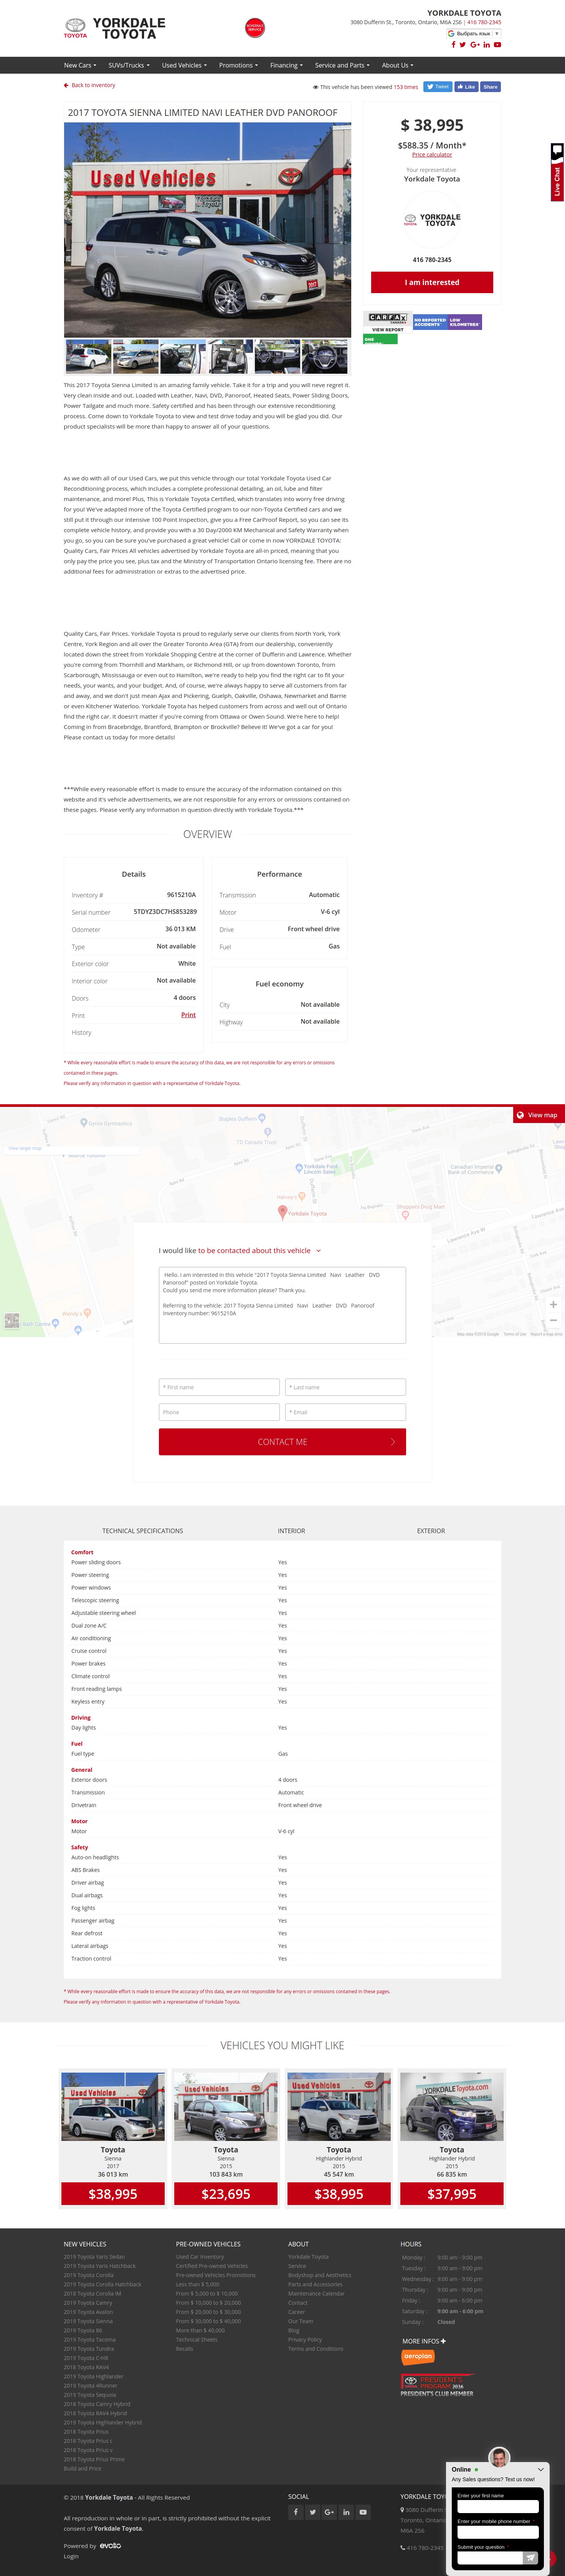 YORKDALE TOYOTA
YORKDALE TOYOTA
3080 Dufferin St., Toronto, Ontario, M6A 2S6 | 416 780-2345
Выбрать язык ▼
New Cars
SUVs/Trucks
Used Vehicles
Promotions
Financing
Service and Parts
About Us
Back to inventory
This vehicle has been viewed 153 times
Tweet
Like
Share
2017 TOYOTA SIENNA LIMITED NAVI LEATHER DVD PANOROOF
Used Vehicles
$ 38,995
$588.35 / Month*
Price calculator
Your representative
Yorkdale Toyota
YORKDALE TOYOTA
416 780-2345
I am interested
Live Chat
CARFAX
CANADA
VIEW REPORT
NO REPORTED ACCIDENTS
LOW KILOMETRES
This 2017 Toyota Sienna Limited is an amazing family vehicle. Take it for a trip and you will neve regret it.
Very clean inside and out. Loaded with Leather, Navi, DVD, Panoroof, Heated Seats, Power Sliding Doors,
Power Tailgate and much more. Safety certified and has been through our extensive reconditioning
process. Come down to Yorkdale Toyota to view and test drive today and you will be glad you did. Our
product specialists will be more than happy to answer all of your questions.
As we do with all of our Used Cars, we put this vehicle through our total Yorkdale Toyota Used Car
Reconditioning process, which includes a complete professional detailing, an oil, lube and filter
maintenance, and more! Plus, This is Yorkdale Toyota Certified, which translates into worry free driving
for you! We've adapted more of the Toyota Certified program to our non-Toyota Certified cars and we
still put it through our intensive 100 Point Inspection, give you a Free CarProof Report, so you can see its
complete vehicle history, and provide you with a 30 Day/2000 KM Mechanical and Safety Warranty when
you go, so you can be sure you've purchased a great vehicle! Call or come in now YORKDALE TOYOTA:
Quality Cars, Fair Prices All vehicles advertised by Yorkdale Toyota are all-in priced, meaning that you
only pay the price you see, plus tax and the Ministry of Transportation Ontario licensing fee. There are no
additional fees for administration or extras to the advertised price.
Quality Cars, Fair Prices. Yorkdale Toyota is proud to regularly serve our clients from North York, York
Centre, York Region and all over the Greater Toronto Area (GTA) from our dealership, conveniently
located down the street from Yorkdale Shopping Centre at the corner of Dufferin and Lawrence. Whether
you're coming from Thornhill and Markham, or Richmond Hill, or up from downtown Toronto, from
Scarborough, Mississauga or even out to Hamilton, we're ready to help you find the right car to fit your
needs, your wants, and your budget. And, of course, we're always happy to serve all customers from far
and away, and we don't just mean Ajax and Pickering, Guelph, Oakville, Oshawa, Newmarket and Barrie
or even Kitchener Waterloo. Yorkdale Toyota has helped customers from across and well out of Ontario
find the right car. It doesn't matter if you're coming from Ottawa or Owen Sound. We're here to help!
Coming in from Bracebridge, Brantford, Brampton or Brockville? Believe it! We've got a car for you!
Please contact us today for more details!
***While every reasonable effort is made to ensure the accuracy of the information contained on this
website and it's vehicle advertisements, we are not responsible for any errors or omissions contained on
these pages. Please verify any information in question directly with Yorkdale Toyota.***
OVERVIEW
Details
Inventory # 9615210A
Serial number 5TDYZ3DC7HS853289
Odometer 36 013 KM
Type Not available
Exterior color White
Interior color Not available
Doors 4 doors
Print Print
History
Performance
Transmission Automatic
Motor V-6 cyl
Drive Front wheel drive
Fuel Gas
Fuel economy
City Not available
Highway Not available
* While every reasonable effort is made to ensure the accuracy of this data, we are not responsible for any errors or omissions
contained in these pages.
Please verify any information in question with a representative of Yorkdale Toyota.
View map
Staples Dufferin
TD Canada Trust
View larger map
Yorkdale Ford Lincoln Sales
Canadian Imperial Bank of Commerce
Harvey's
Yorkdale Toyota
Shoppers Drug Mart
Wendy's
I would like to be contacted about this vehicle
Hello, I am interested in this vehicle "2017 Toyota Sienna Limited Navi Leather DVD
Panoroof" posted on Yorkdale Toyota.
Could you send me more information please? Thank you.
Referring to the vehicle: 2017 Toyota Sienna Limited Navi Leather DVD Panoroof
Inventory number: 9615210A
* First name
* Last name
Phone
* Email
CONTACT ME
TECHNICAL SPECIFICATIONS
INTERIOR
EXTERIOR
Comfort
Power sliding doors Yes
Power steering Yes
Power windows Yes
Telescopic steering Yes
Adjustable steering wheel Yes
Dual zone A/C Yes
Air conditioning Yes
Cruise control Yes
Power brakes Yes
Climate control Yes
Front reading lamps Yes
Keyless entry Yes
Driving
Day lights Yes
Fuel
Fuel type Gas
General
Exterior doors 4 doors
Transmission Automatic
Drivetrain Front wheel drive
Motor
Motor V-6 cyl
Safety
Auto-on headlights Yes
ABS Brakes Yes
Driver airbag Yes
Dual airbags Yes
Fog lights Yes
Passenger airbag Yes
Rear defrost Yes
Lateral airbags Yes
Traction control Yes
* While every reasonable effort is made to ensure the accuracy of this data, we are not responsible for any errors or omissions contained in these pages.
Please verify any information in question with a representative of Yorkdale Toyota.
VEHICLES YOU MIGHT LIKE
Toyota
Sienna
2017
36 013 km
$38,995
Toyota
Sienna
2015
103 843 km
$23,695
Toyota
Highlander Hybrid
2015
45 547 km
$38,995
Toyota
Highlander Hybrid
2015
66 835 km
$37,995
NEW VEHICLES
2019 Toyota Yaris Sedan
2019 Toyota Yaris Hatchback
2019 Toyota Corolla
2019 Toyota Corolla Hatchback
2018 Toyota Corolla iM
2019 Toyota Camry
2019 Toyota Avalon
2019 Toyota Sienna
2019 Toyota 86
2019 Toyota Tacoma
2019 Toyota Tundra
2019 Toyota C-HR
2018 Toyota RAV4
2019 Toyota Highlander
2019 Toyota 4Runner
2019 Toyota Sequoia
2018 Toyota Camry Hybrid
2018 Toyota RAV4 Hybrid
2019 Toyota Highlander Hybrid
2018 Toyota Prius
2018 Toyota Prius c
2018 Toyota Prius v
2018 Toyota Prius Prime
Build and Price
PRE-OWNED VEHICLES
Used Car Inventory
Certified Pre-owned Vehicles
Pre-owned Vehicles Promotions
Less than $ 5,000
From $ 5,000 to $ 10,000
From $ 10,000 to $ 20,000
From $ 20,000 to $ 30,000
From $ 30,000 to $ 40,000
More than $ 40,000
Technical Sheets
Recalls
ABOUT
Yorkdale Toyota
Service
Bodyshop and Aesthetics
Parts and Accessories
Maintenance Calendar
Contact
Career
Our Team
Blog
Privacy Policy
Terms and Conditions
HOURS
Monday : 9:00 am - 9:00 pm
Tuesday : 9:00 am - 9:00 pm
Wednesday : 9:00 am - 9:00 pm
Thursday : 9:00 am - 9:00 pm
Friday : 9:00 am - 6:00 pm
Saturday : 9:00 am - 6:00 pm
Sunday : Closed
MORE INFOS
aeroplan
PRESIDENT'S PROGRAM 2016
PRESIDENT'S CLUB MEMBER
© 2018 Yorkdale Toyota - All Rights Reserved
All reproduction in whole or in part, is strictly prohibited without the explicit
consent of Yorkdale Toyota.
Powered by evolio
Login
SOCIAL
YORKDALE TOYO
3080 Dufferin
Toronto, Ontario
M6A 2S6
416 780-2345
Online
Any Sales questions? Text us now!
Enter your first name
Enter your mobile phone number *
Submit your question *